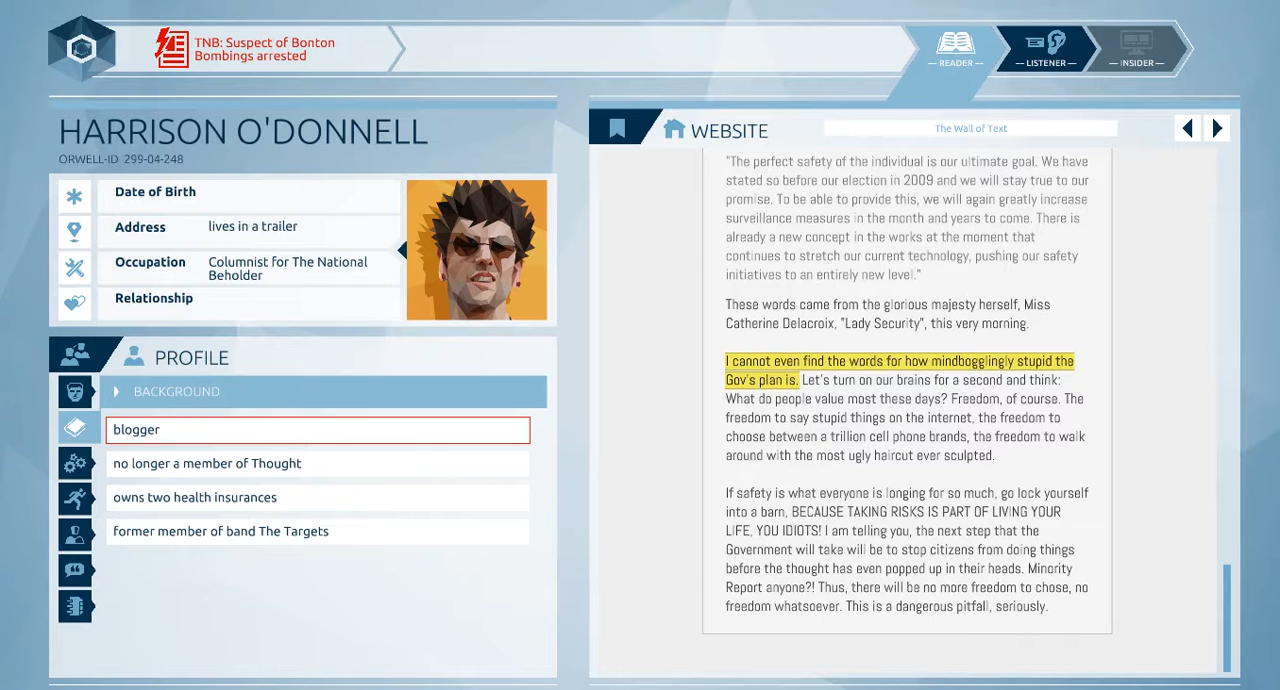 TNB: Suspect of Bonton
Bombings arrested
— READER —
— LISTENER —
— INSIDER —
HARRISON O'DONNELL
ORWELL-ID 299-04-248
Date of Birth
Address lives in a trailer
Occupation Columnist for The National
Beholder
Relationship
PROFILE
BACKGROUND
blogger
no longer a member of Thought
owns two health insurances
former member of band The Targets
WEBSITE
The Wall of Text
"The perfect safety of the individual is our ultimate goal. We have
stated so before our election in 2009 and we will stay true to our
promise. To be able to provide this, we will again greatly increase
surveillance measures in the month and years to come. There is
already a new concept in the works at the moment that
continues to stretch our current technology, pushing our safety
initiatives to an entirely new level."
These words came from the glorious majesty herself, Miss
Catherine Delacroix, "Lady Security", this very morning.
I cannot even find the words for how mindbogglingly stupid the
Gov's plan is. Let's turn on our brains for a second and think:
What do people value most these days? Freedom, of course. The
freedom to say stupid things on the internet, the freedom to
choose between a trillion cell phone brands, the freedom to walk
around with the most ugly haircut ever sculpted.
If safety is what everyone is longing for so much, go lock yourself
into a barn, BECAUSE TAKING RISKS IS PART OF LIVING YOUR
LIFE, YOU IDIOTS! I am telling you, the next step that the
Government will take will be to stop citizens from doing things
before the thought has even popped up in their heads. Minority
Report anyone?! Thus, there will be no more freedom to chose, no
freedom whatsoever. This is a dangerous pitfall, seriously.